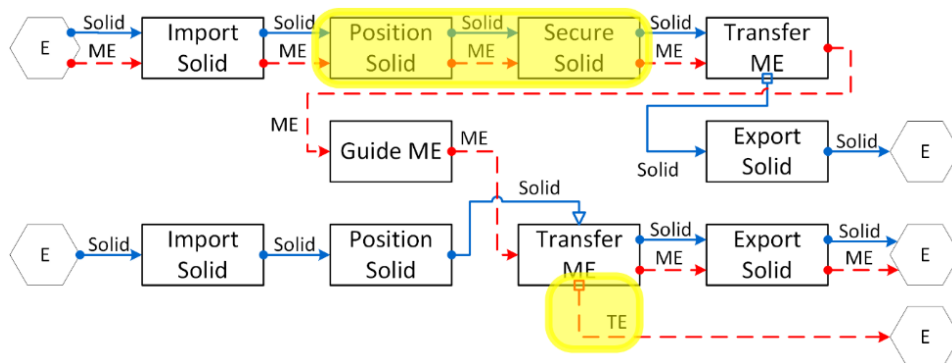 Solid Solid Solid Solid
E Import Solid Position Solid Secure Solid Transfer ME
ME ME ME ME
ME Guide ME ME Solid Export Solid Solid E
Solid
E Solid Import Solid Solid Position Solid Transfer ME Solid Export Solid Solid E
ME ME
TE E